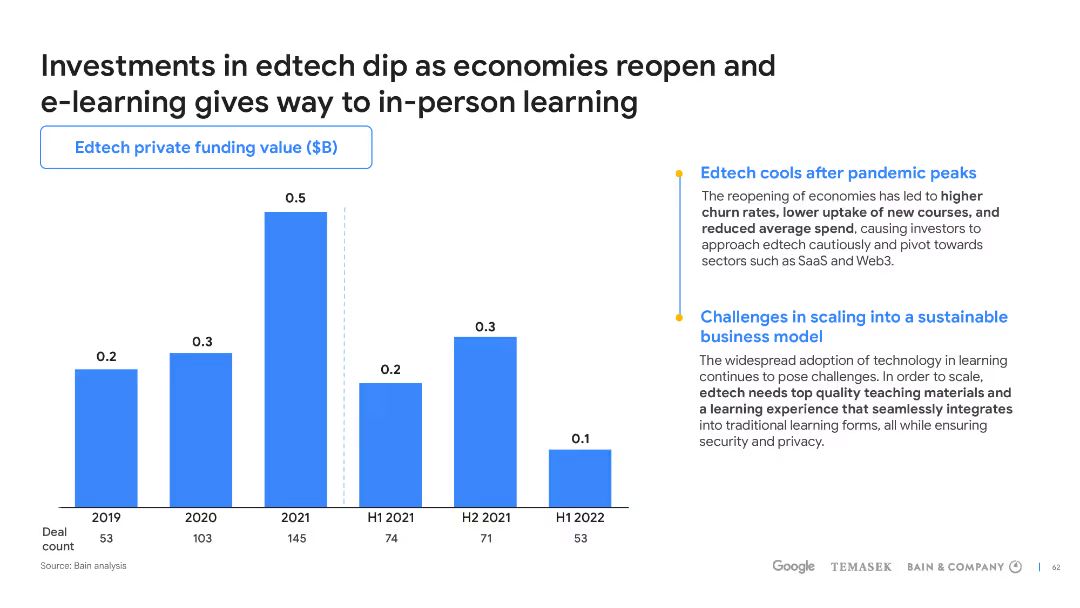 Investments in edtech dip as economies reopen and
e-learning gives way to in-person learning
Edtech private funding value ($B)
0.5
0.3
0.3
0.2
0.2
0.1
2019 2020 2021 H1 2021 H2 2021 H1 2022
Deal
count
53 103 145 74 71 53
Source: Bain analysis
Edtech cools after pandemic peaks
The reopening of economies has led to higher
churn rates, lower uptake of new courses, and
reduced average spend, causing investors to
approach edtech cautiously and pivot towards
sectors such as SaaS and Web3.
Challenges in scaling into a sustainable
business model
The widespread adoption of technology in learning
continues to pose challenges. In order to scale,
edtech needs top quality teaching materials and
a learning experience that seamlessly integrates
into traditional learning forms, all while ensuring
security and privacy.
Google TEMASEK BAIN & COMPANY | 62